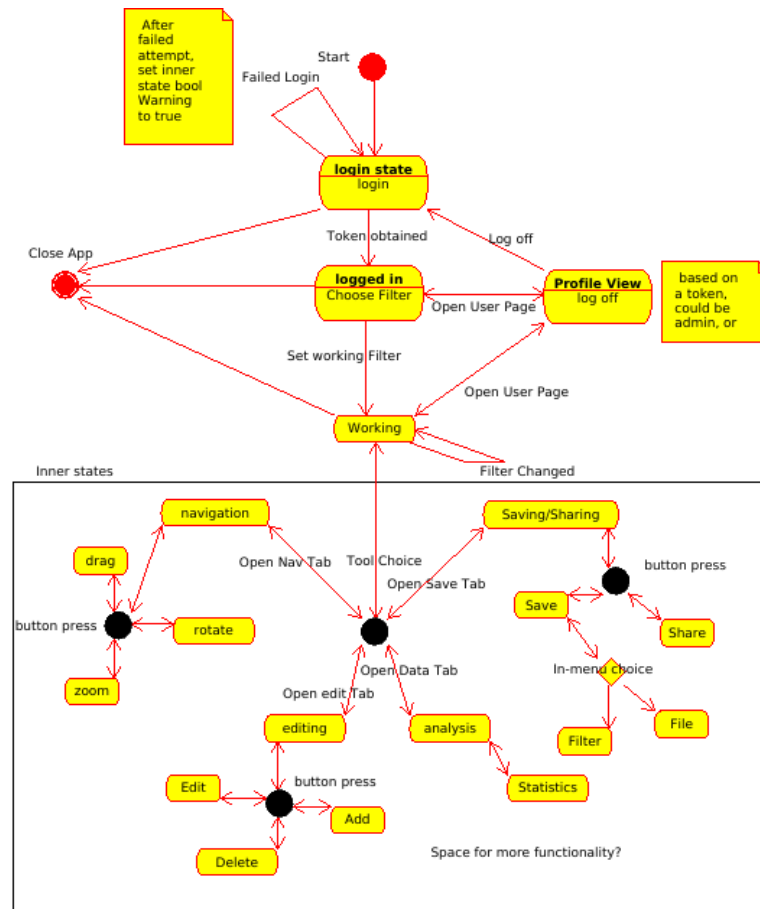 After
failed
attempt,
set inner
state bool
Warning
to true
Start
Failed Login
login state
login
Token obtained
Log off
Close App
logged in
Choose Filter
Profile View
log off
based on
a token,
could be
admin, or
Open User Page
Set working Filter
Open User Page
Working
Filter Changed
Inner states
navigation
Saving/Sharing
drag
Open Nav Tab
Tool Choice
Open Save Tab
button press
Save
button press
rotate
Share
zoom
Open Data Tab
In-menu choice
Open edit Tab
editing
analysis
File
Filter
Edit
button press
Statistics
Add
Delete
Space for more functionality?